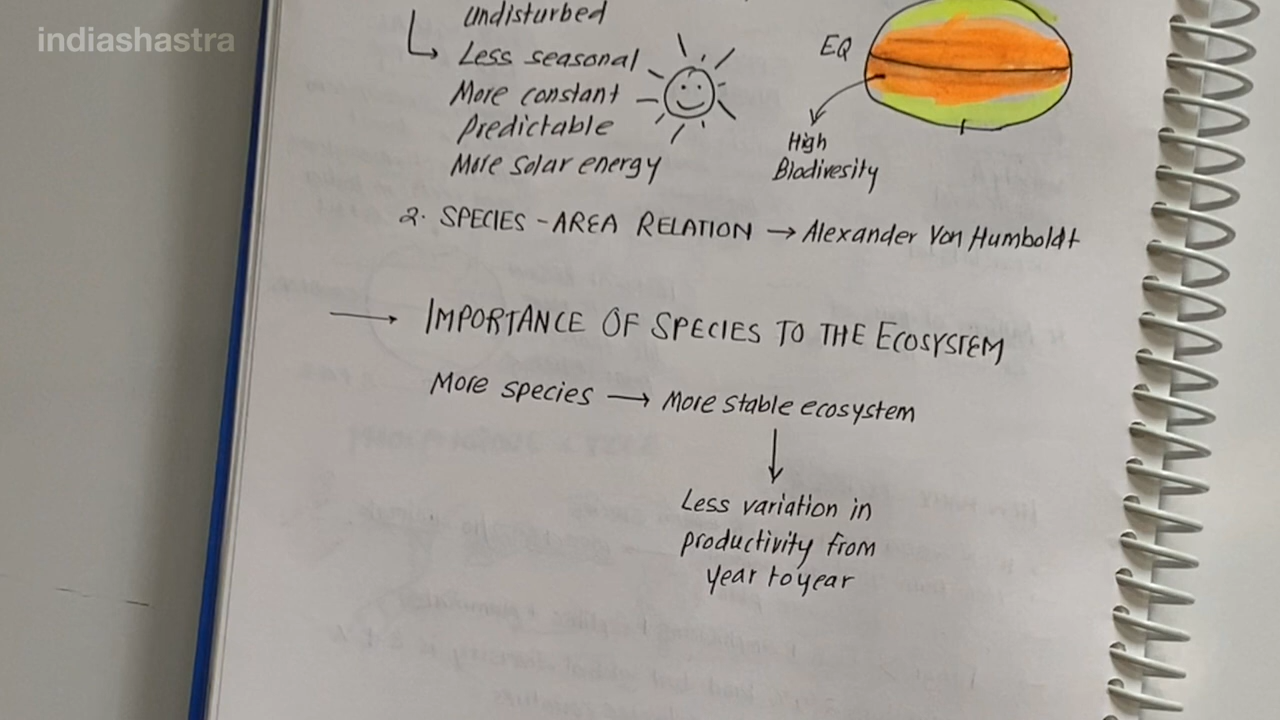 indiashastra
undisturbed
Less seasonal
More constant
Predictable
More solar energy
EQ
High
Biodivesity
2. SPECIES - AREA RELATION → Alexander Von Humboldt
→ IMPORTANCE OF SPECIES TO THE ECOSYSTEM
More species → More stable ecosystem
Less variation in
productivity from
year to year